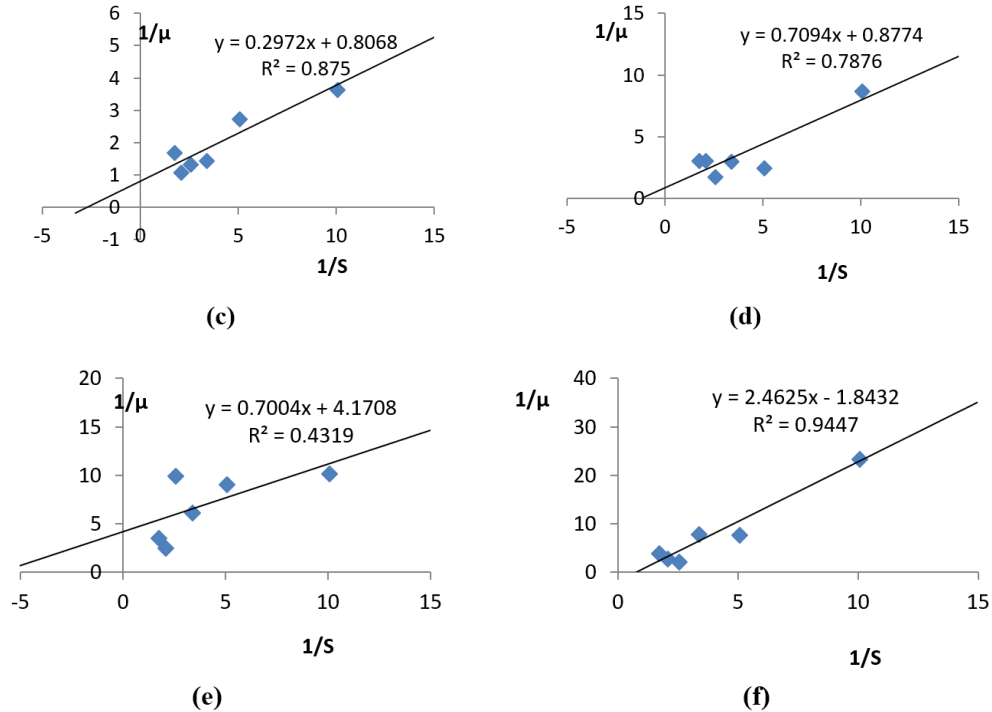 6
5
4
3
2
1
0
-1
-5
0
5
10
15
1/μ
y = 0.2972x + 0.8068
R² = 0.875
1/S
(c)
15
10
5
0
-5
0
5
10
15
1/μ
y = 0.7094x + 0.8774
R² = 0.7876
1/S
(d)
20
15
10
5
0
-5
0
5
10
15
1/μ
y = 0.7004x + 4.1708
R² = 0.4319
1/S
(e)
40
30
20
10
0
0
5
10
15
1/μ
y = 2.4625x - 1.8432
R² = 0.9447
1/S
(f)